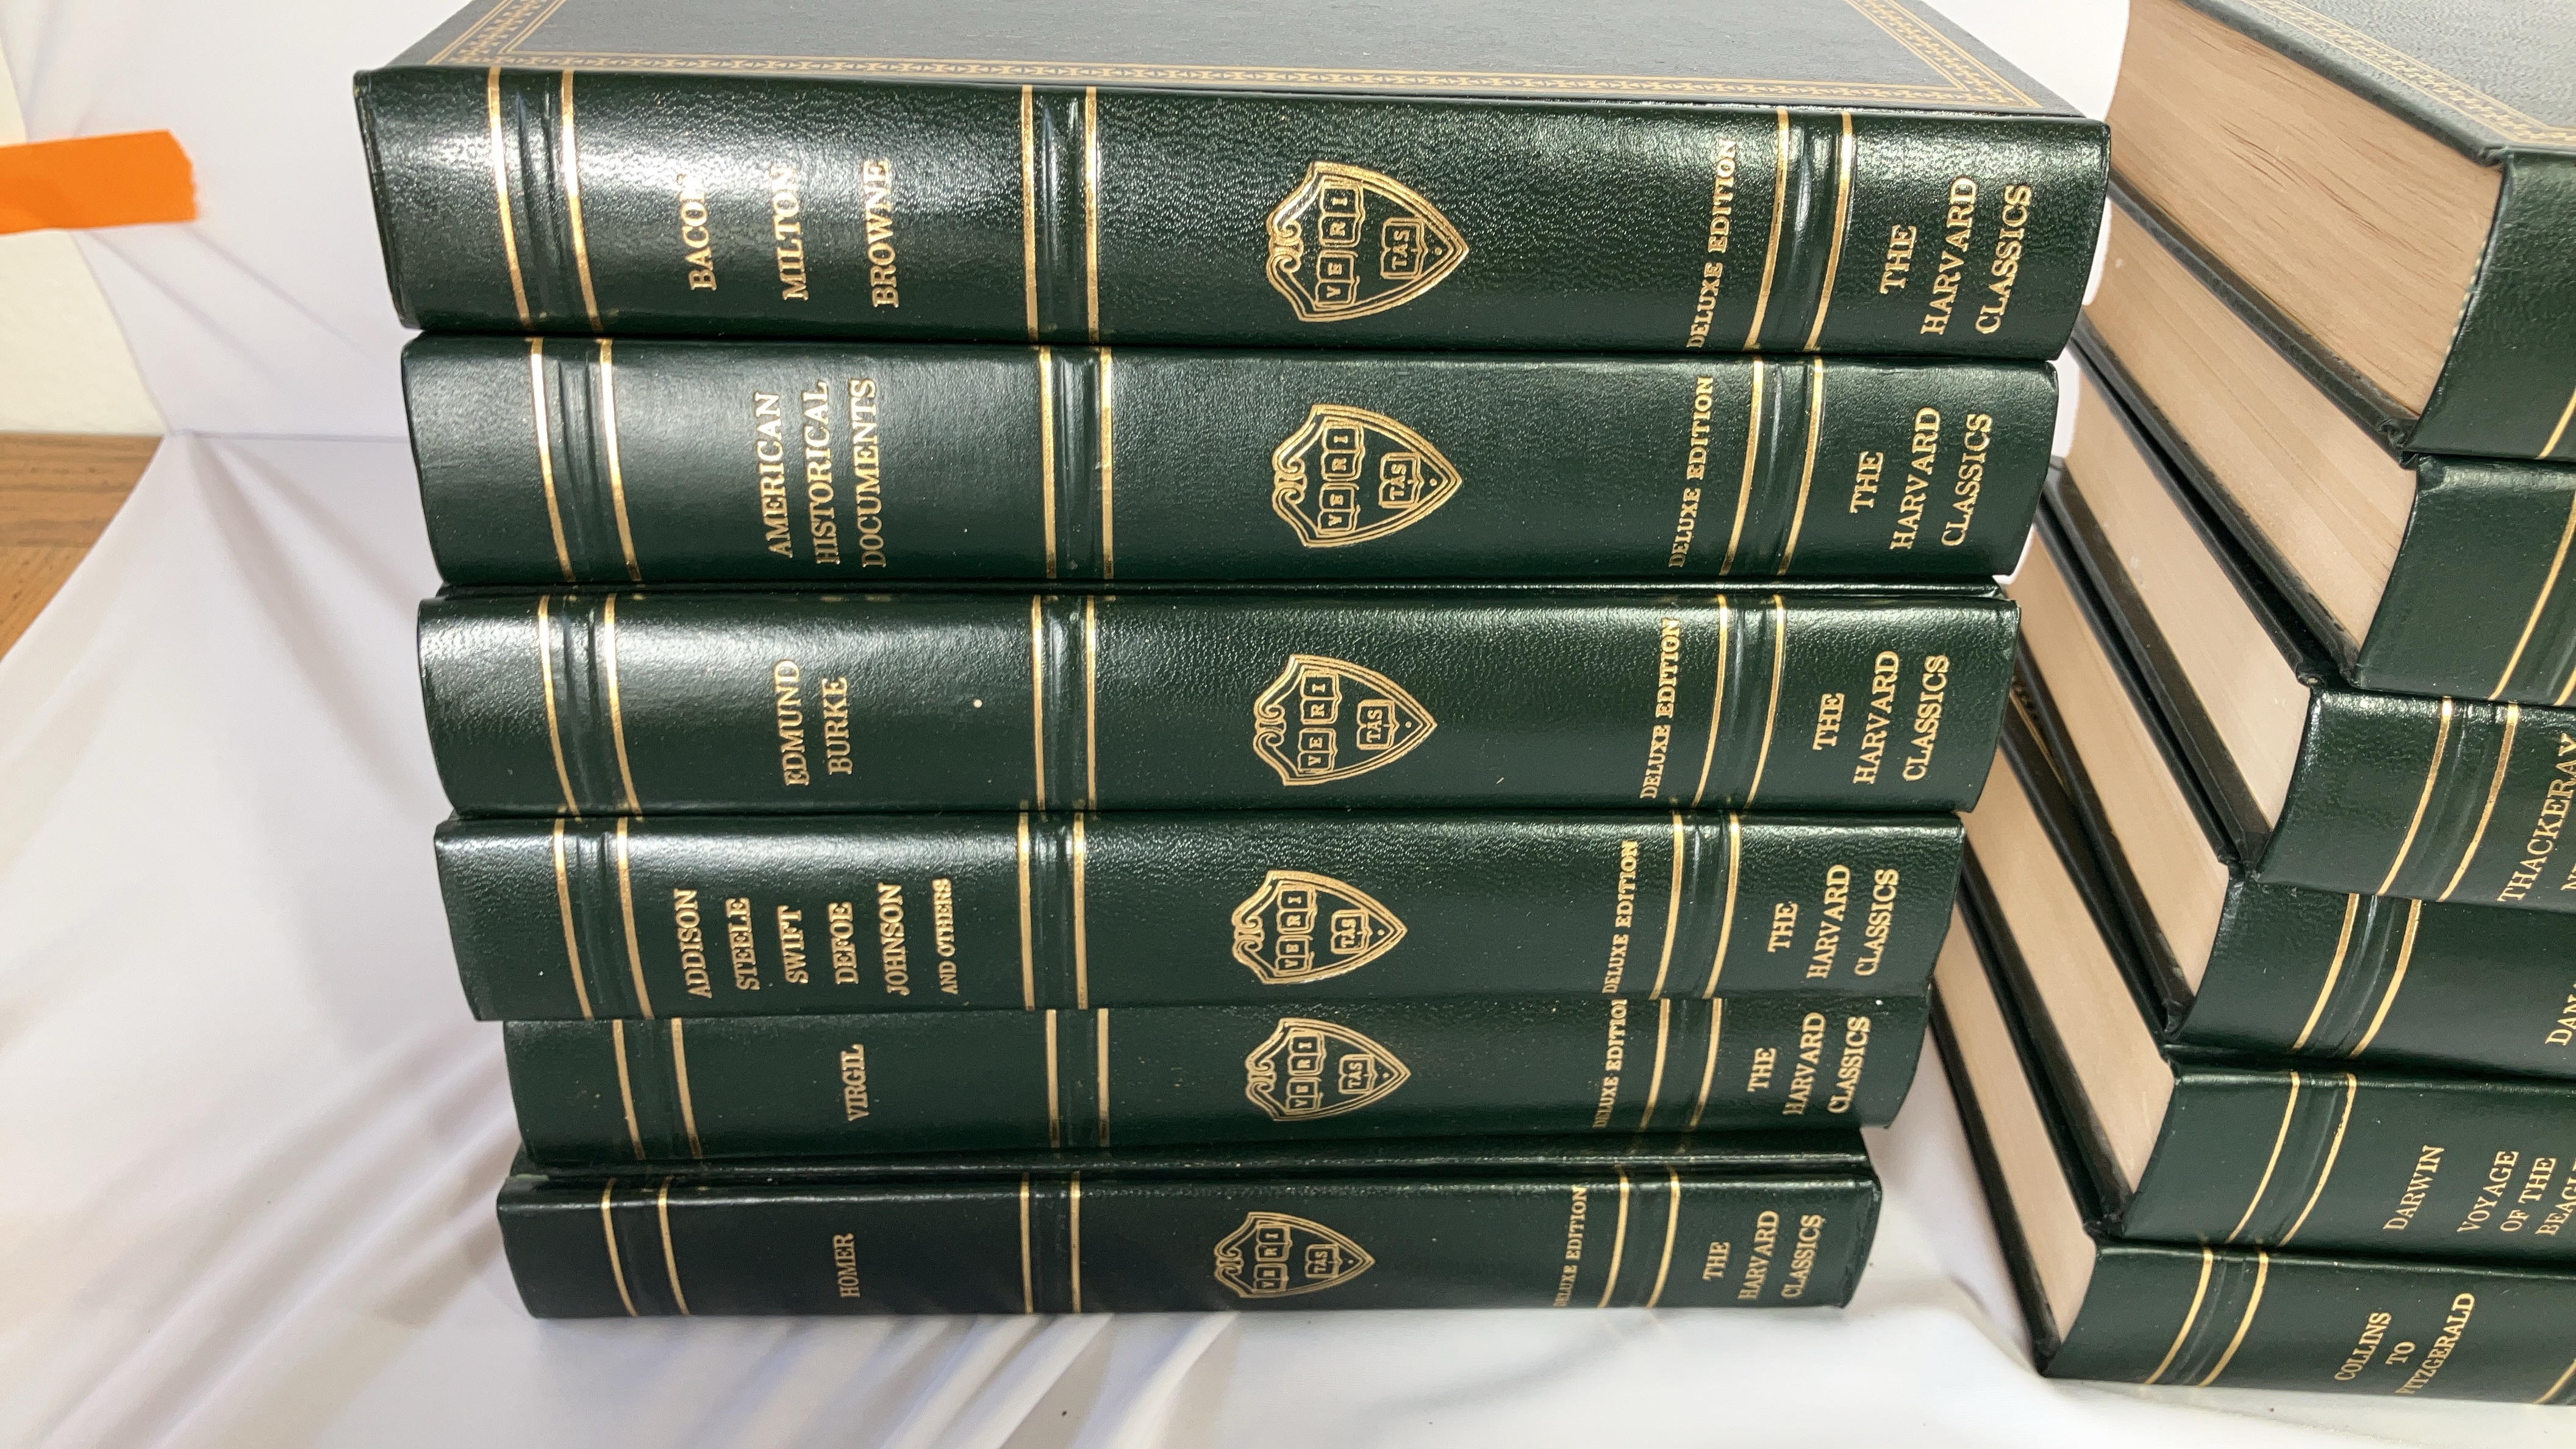 BACON
MILTON
BROWNE
VE RI
TAS
DELUXE EDITION
THE
HARVARD
CLASSICS
AMERICAN
HISTORICAL
DOCUMENTS
VE RI
TAS
DELUXE EDITION
THE
HARVARD
CLASSICS
EDMUND
BURKE
VE RI
TAS
DELUXE EDITION
THE
HARVARD
CLASSICS
ADDISON
STEELE
SWIFT
DEFOE
JOHNSON
AND OTHERS
VE RI
TAS
DELUXE EDITION
THE
HARVARD
CLASSICS
VIRGIL
VE RI
TAS
DELUXE EDITION
THE
HARVARD
CLASSICS
HOMER
VE RI
TAS
DELUXE EDITION
THE
HARVARD
CLASSICS
THACKERAY
DARWIN
VOYAGE
OF THE
COLLINS
TO
FITZGERALD